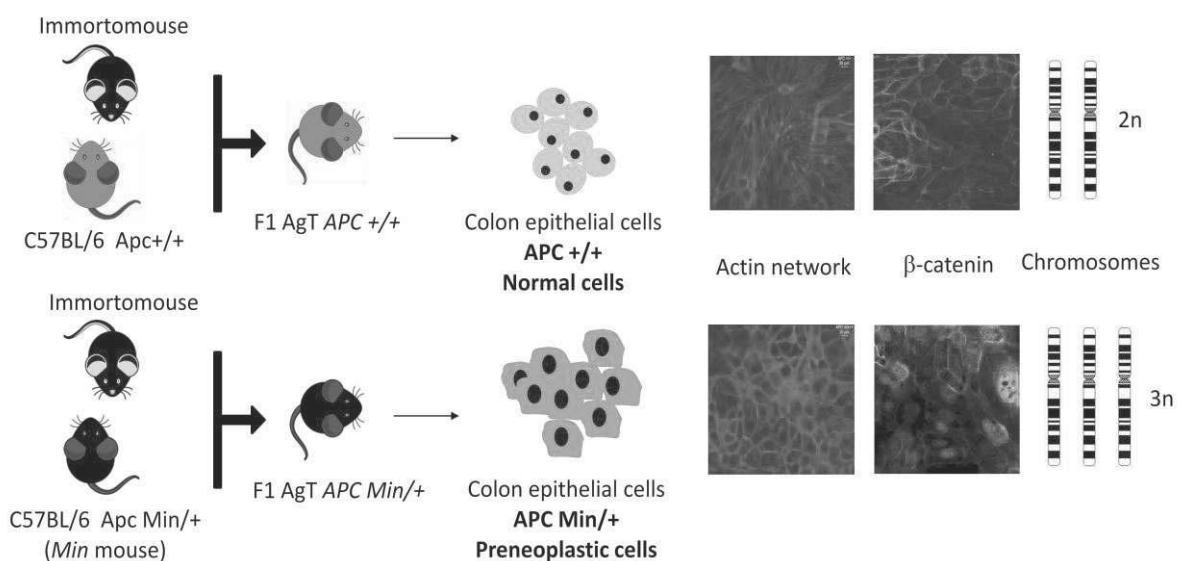 Immortomouse
C57BL/6 Apc+/+
F1 AgT APC +/+
Colon epithelial cells
APC +/+
Normal cells
2n
Actin network
β-catenin
Chromosomes
Immortomouse
C57BL/6 Apc Min/+
(Min mouse)
F1 AgT APC Min/+
Colon epithelial cells
APC Min/+
Preneoplastic cells
3n